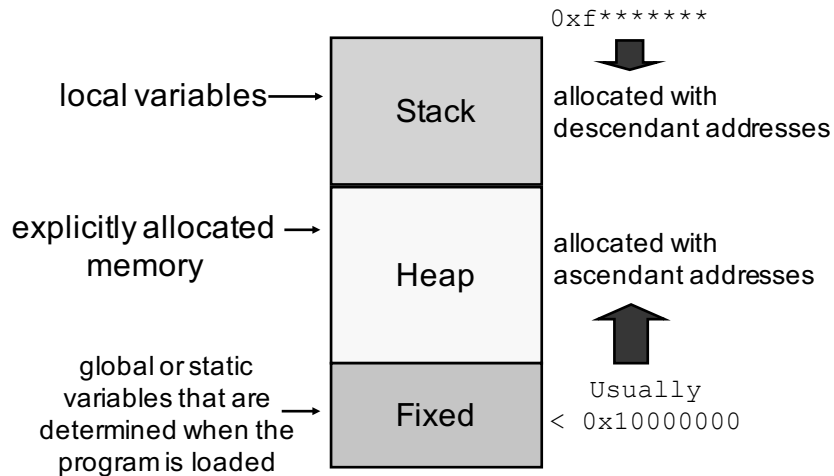 0xf*******
local variables
Stack
allocated with
descendant addresses
explicitly allocated
memory
Heap
allocated with
ascendant addresses
global or static
variables that are
determined when the
program is loaded
Fixed
Usually
< 0x10000000